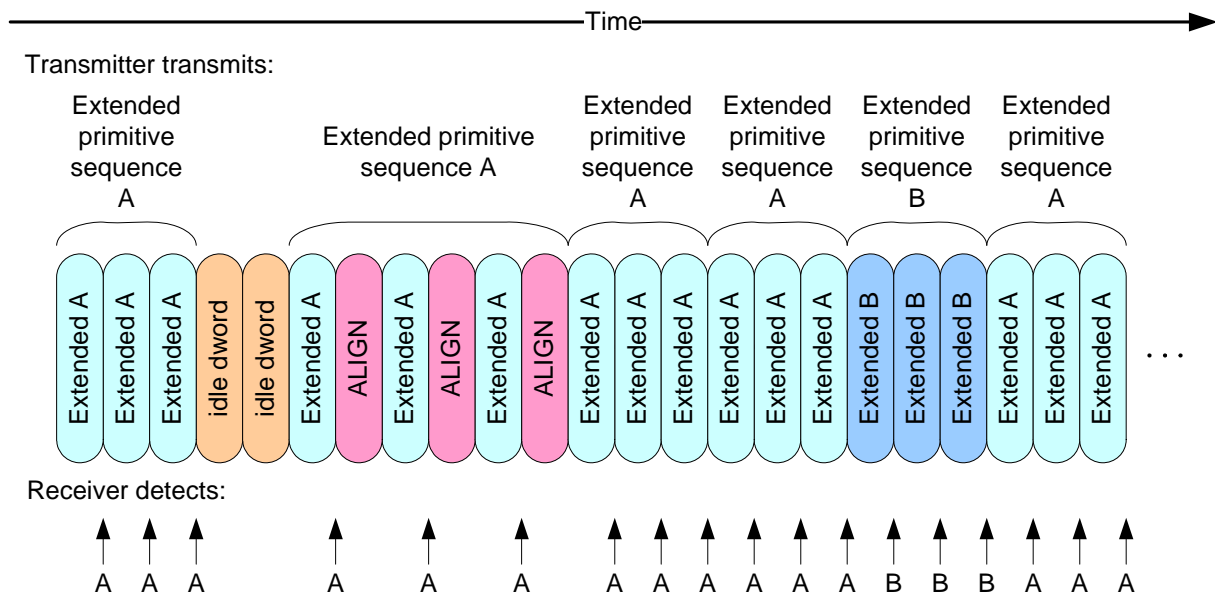 Time
Transmitter transmits:
Extended
primitive
sequence
A
Extended primitive
sequence A
Extended
primitive
sequence
A
Extended
primitive
sequence
A
Extended
primitive
sequence
B
Extended
primitive
sequence
A
Extended A
Extended A
Extended A
idle dword
idle dword
Extended A
ALIGN
Extended A
ALIGN
Extended A
ALIGN
Extended A
Extended A
Extended A
Extended A
Extended A
Extended A
Extended B
Extended B
Extended B
Extended A
Extended A
Extended A
. . .
Receiver detects:
A A A A A A A A A A A A B B B A A A